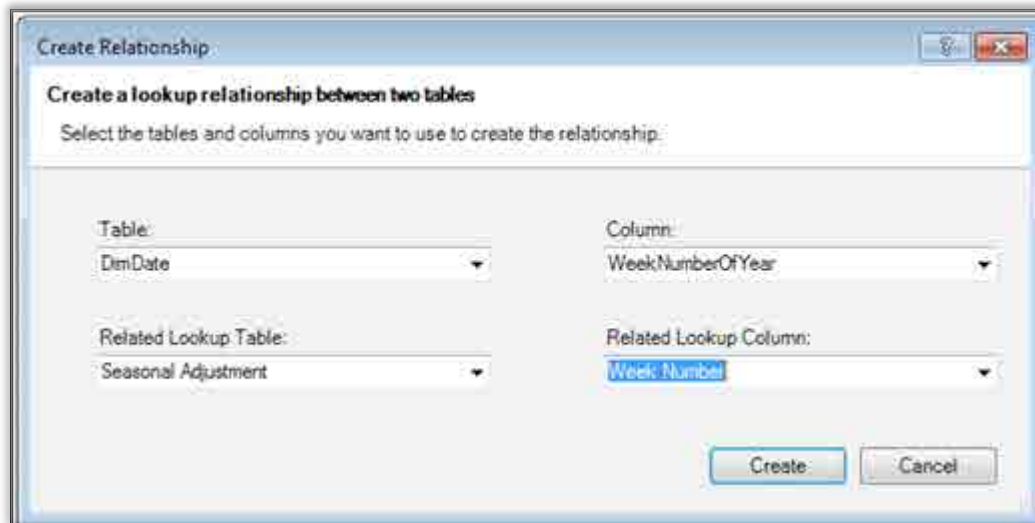 Create Relationship
Create a lookup relationship between two tables
Select the tables and columns you want to use to create the relationship.
Table:
Column:
DimDate
WeekNumberOfYear
Related Lookup Table:
Related Lookup Column:
Seasonal Adjustment
Week Number
Create
Cancel